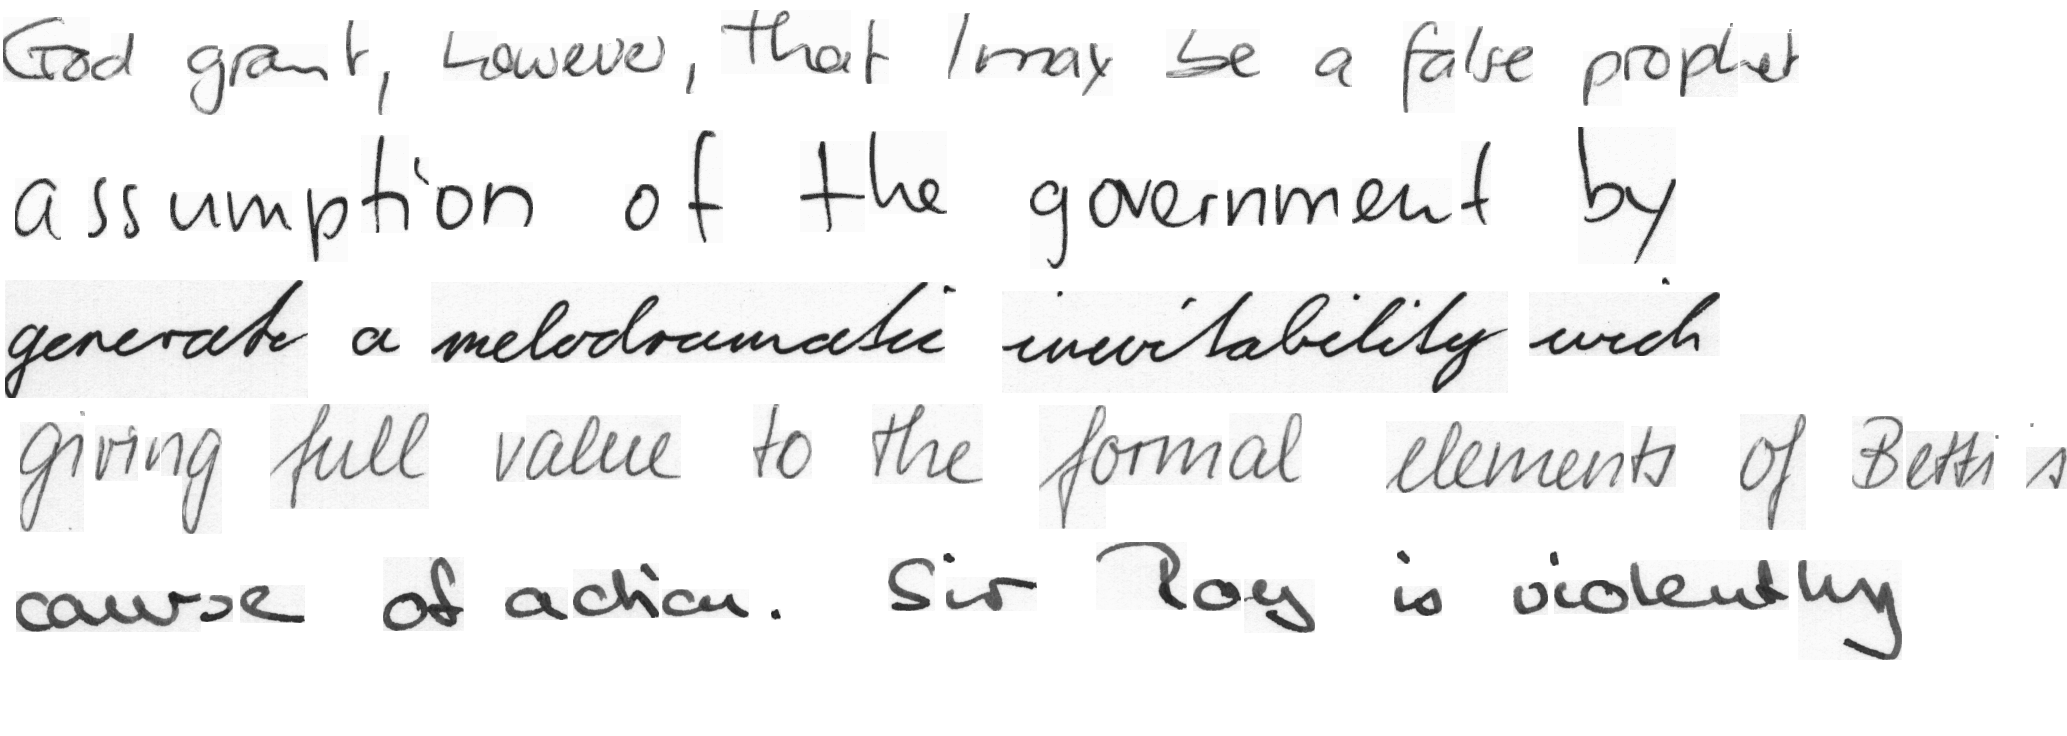 God grant, however, that I may be a false prophet
assumption of the government by
generate a melodramatic inevitability which
giving full value to the formal elements of Betti's
course of action. Sir Roy is violently